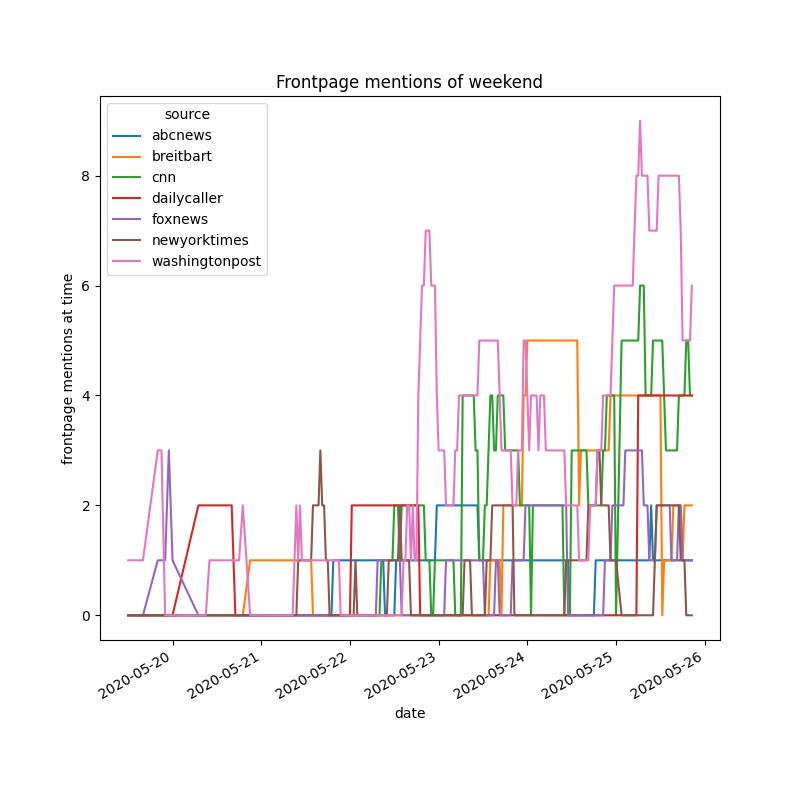 Frontpage mentions of weekend
source
abcnews
breitbart
cnn
dailycaller
foxnews
newyorktimes
washingtonpost
frontpage mentions at time
8
6
4
2
0
2020-05-20
2020-05-21
2020-05-22
2020-05-23
2020-05-24
2020-05-25
2020-05-26
date